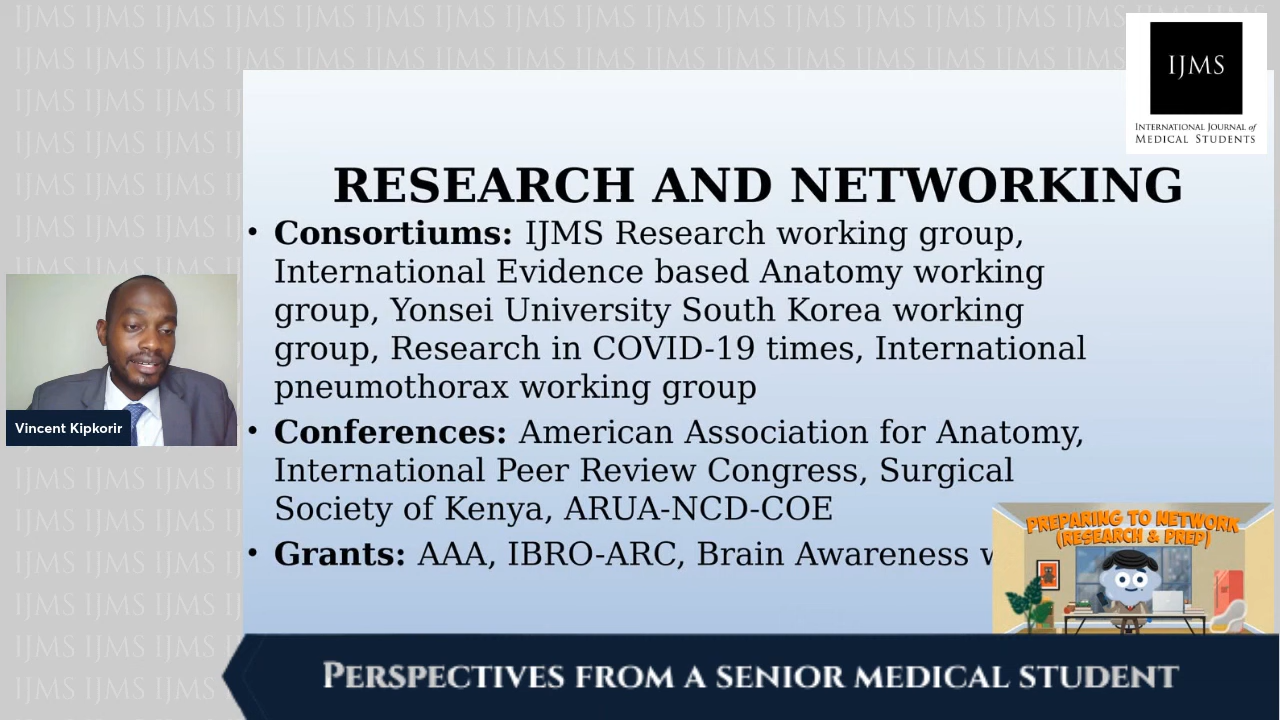 IJMS
INTERNATIONAL JOURNAL of
MEDICAL STUDENTS
RESEARCH AND NETWORKING
• Consortiums: IJMS Research working group,
International Evidence based Anatomy working
group, Yonsei University South Korea working
group, Research in COVID-19 times, International
pneumothorax working group
• Conferences: American Association for Anatomy,
International Peer Review Congress, Surgical
Society of Kenya, ARUA-NCD-COE
• Grants: AAA, IBRO-ARC, Brain Awareness
PREPARING TO NETWORK
(RESEARCH & PREP)
Vincent Kipkorir
PERSPECTIVES FROM A SENIOR MEDICAL STUDENT